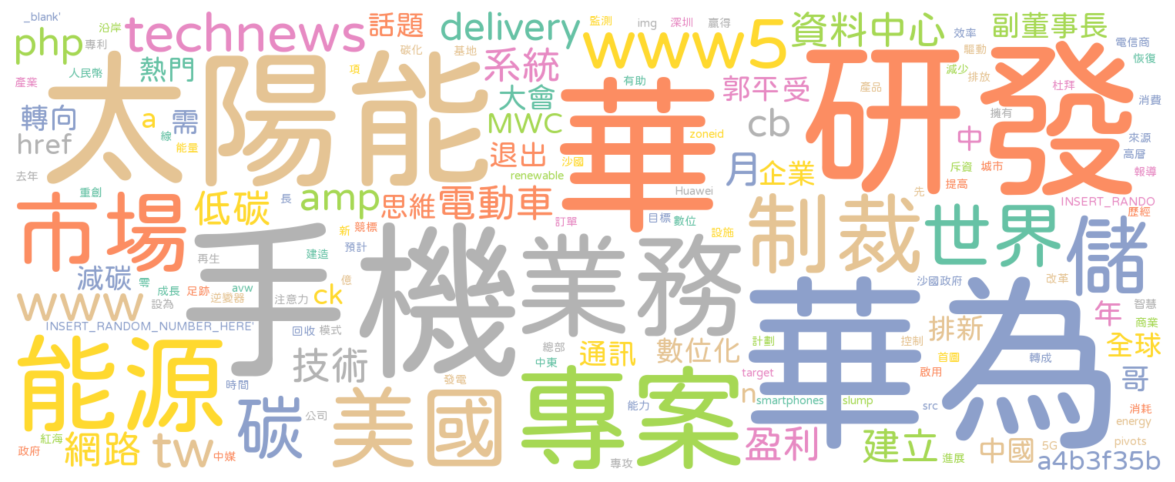 _blank'
沿岸
php
專利
technews
話題
delivery
監測
img
深圳
贏得
www
5
資料中心
效率
副董事長
電信商
恢復
碳化
基地
熱門
人民幣
產業
系統
有助
郭平
受
減少
驅動
排放
太陽能
項
大會
華
產品
研發
杜拜
擁有
消費
轉向
a
需
線
能量
MWC
zoneid
cb
中
來源
高層
href
去年
退出
沙國
月
企業
斥資
城市
報導
renewable
Huawei
先
提高
重創
長
amp
思維
電動車
INSERT_RANDO
市場
低碳
新
競標
訂單
目標
數位
制裁
世界
歷經
儲
手機
業務
設施
預計
建造
再生
減碳
零
成長
足跡
avw
億
沙國政府
改革
智慧
www
設為
逆變器
注意力
ck
年
商業
INSERT_RANDOM_NUMBER_HERE'
回收
模式
華為
排新
控制
計劃
全球
能源
技術
總部
通訊
數位化
首圖
轉成
中東
啟用
時間
發電
專案
target
n
哥
碳
美國
能力
smartphones
slump
src
消耗
公司
energy
紅海
網路
tw
盈利
建立
中國
5G
pivots
政府
中媒
專攻
進展
a4b3f35b